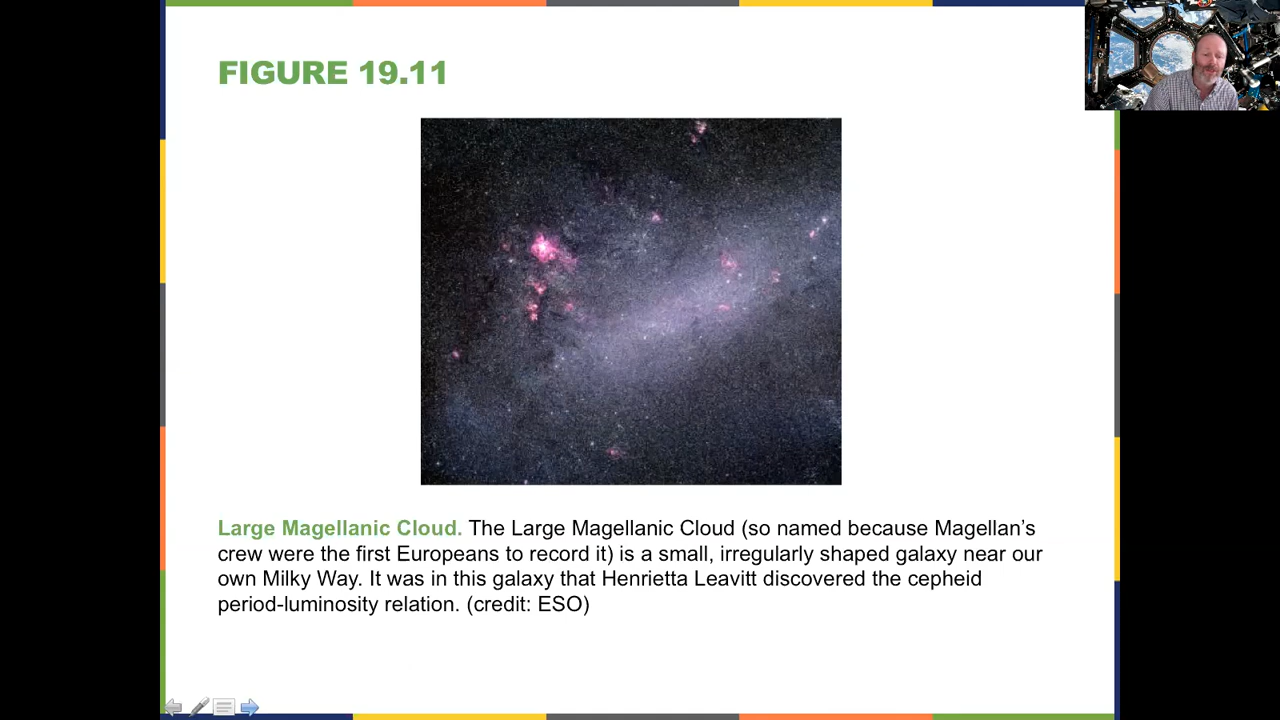 FIGURE 19.11
Large Magellanic Cloud. The Large Magellanic Cloud (so named because Magellan’s
crew were the first Europeans to record it) is a small, irregularly shaped galaxy near our
own Milky Way. It was in this galaxy that Henrietta Leavitt discovered the cepheid
period-luminosity relation. (credit: ESO)